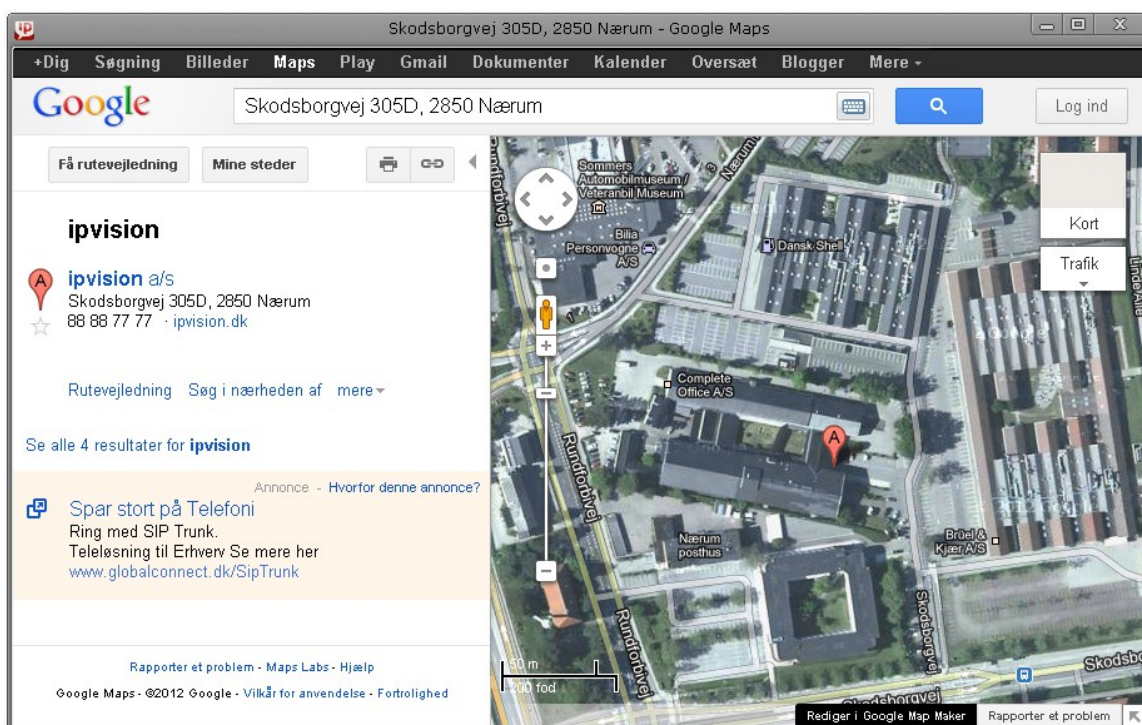 Skodsborgvej 305D, 2850 Nærum - Google Maps
+Dig Søgning Billeder Maps Play Gmail Dokumenter Kalender Oversæt Blogger Mere
Google
Skodsborgvej 305D, 2850 Nærum
Log ind
Få rutevejledning
Mine steder
ipvision
A
ipvision a/s
Skodsborgvej 305D, 2850 Nærum
88 88 77 77 · ipvision.dk
Rutevejledning Søg i nærheden af mere
Se alle 4 resultater for ipvision
Annonce - Hvorfor denne annonce?
Spar stort på Telefoni
Ring med SIP Trunk.
Teleløsning til Erhverv Se mere her
www.globalconnect.dk/SipTrunk
Rapporter et problem - Maps Labs - Hjælp
Google Maps - ©2012 Google - Vilkår for anvendelse - Fortrolighed
Rundforbivej
Sommers
Automobilmuseum /
Veteranbil Museum
3
Bilia
Personvogne
A/S
Dansk Shell
Kort
Trafik
Complete
Office A/S
A
Rundforbivej
Nærum
posthus
Brüel &
Kjær A/S
Rundforbivej
Skodsborgvej
50 m
200 fod
Skodsborgvej
Rediger i Google Map Maker
Rapporter et problem